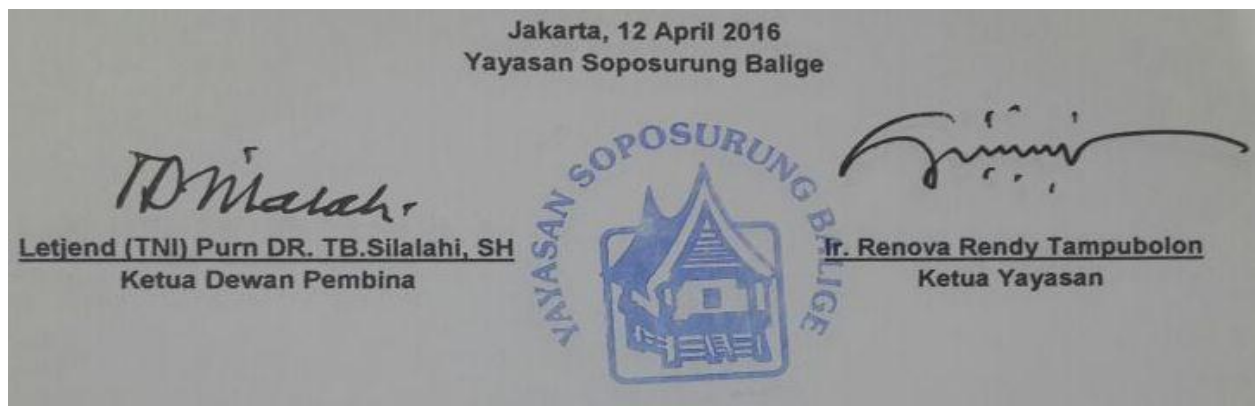 Jakarta, 12 April 2016
Yayasan Soposurung Balige
YAYASAN SOPOSURUNG BALIGE
Letjend (TNI) Purn DR. TB.Silalahi, SH
Ketua Dewan Pembina
Ir. Renova Rendy Tampubolon
Ketua Yayasan